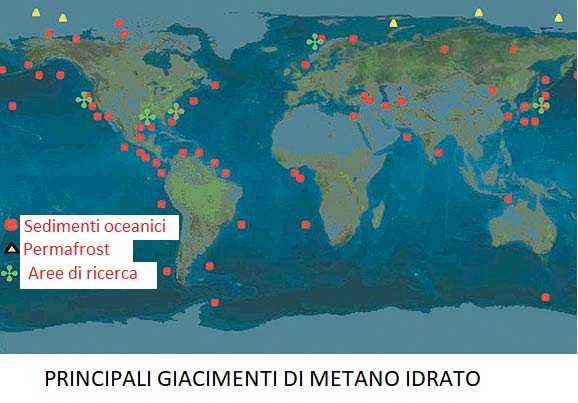 Sedimenti oceanici
Permafrost
Aree di ricerca
PRINCIPALI GIACIMENTI DI METANO IDRATO